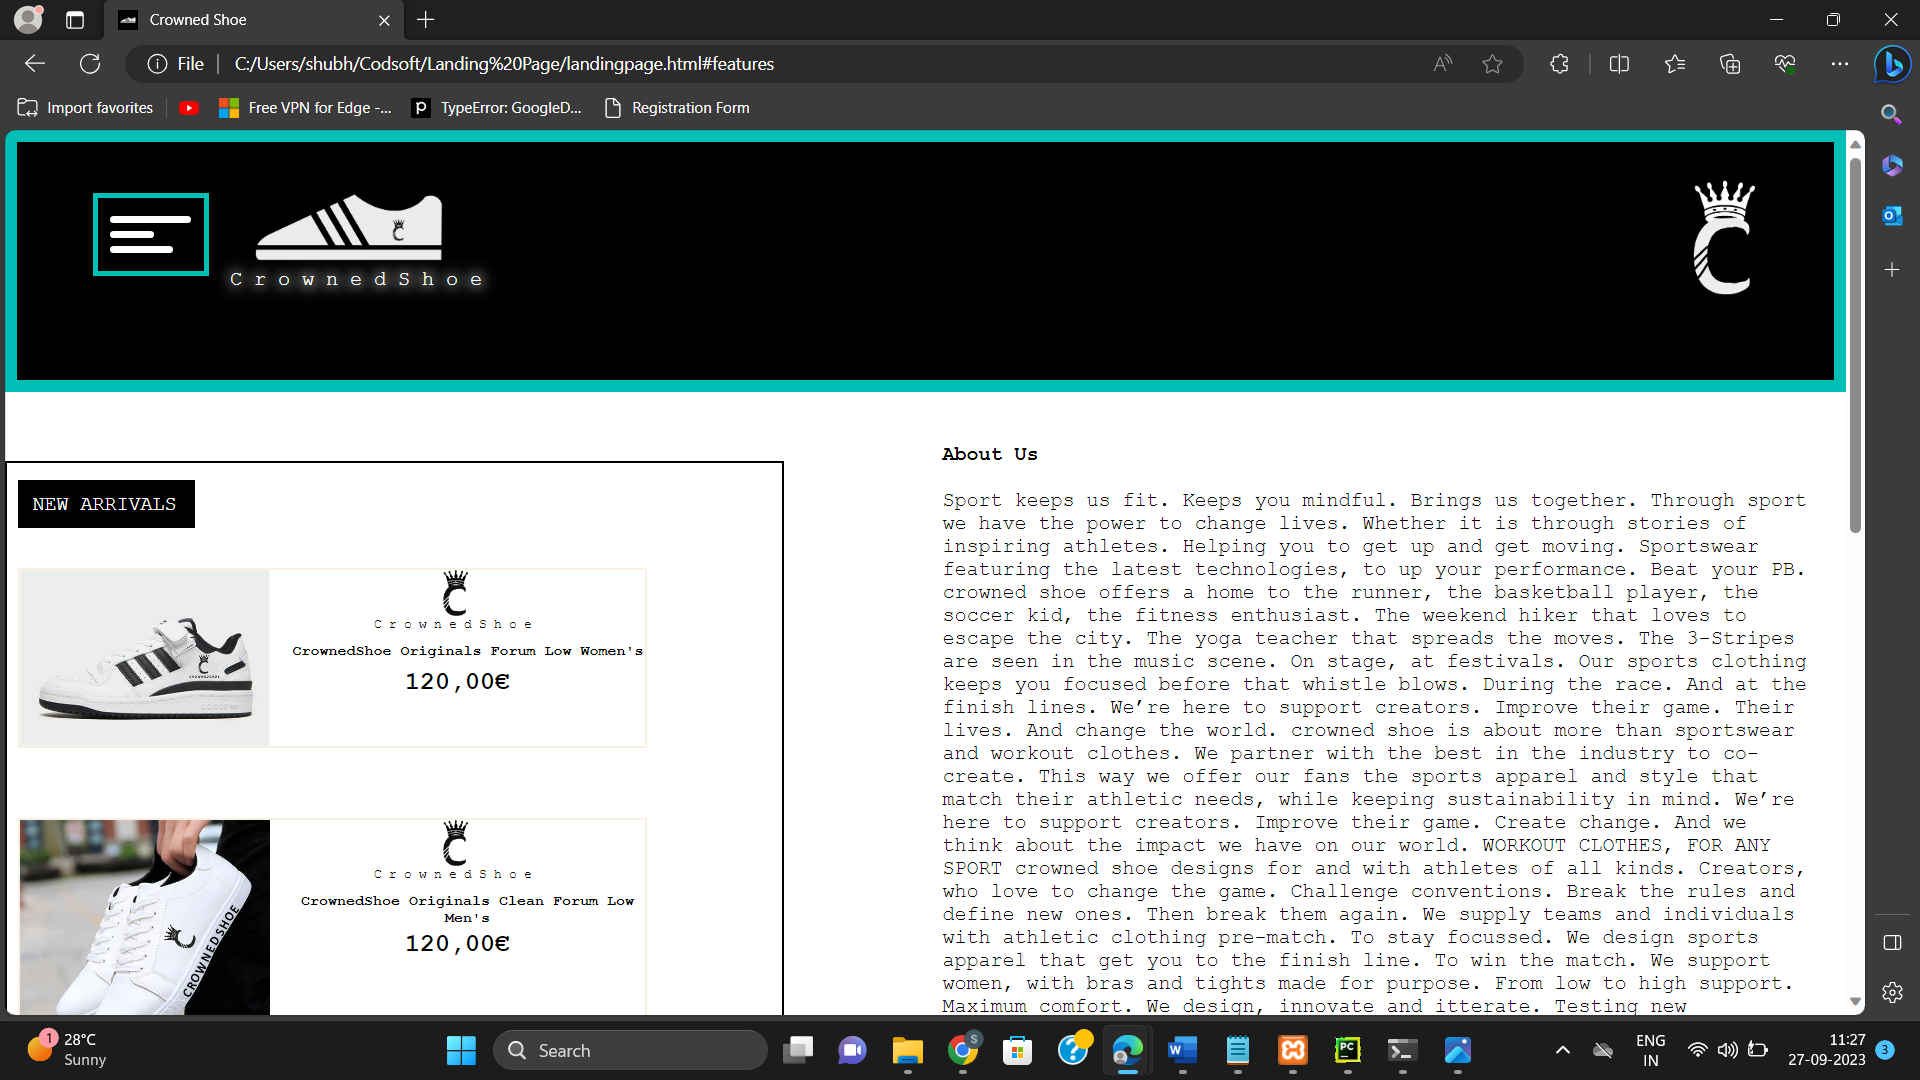 Crowned Shoe
File
C:/Users/shubh/Codsoft/Landing%20Page/landingpage.html#features
Import favorites
Free VPN for Edge -...
TypeError: GoogleD...
Registration Form
CrownedShoe
NEW ARRIVALS
CrownedShoe
CrownedShoe Originals Forum Low Women's
120,00€
CrownedShoe
CrownedShoe Originals Clean Forum Low
Men's
120,00€
CROWNEDSHOE
About Us
Sport keeps us fit. Keeps you mindful. Brings us together. Through sport
we have the power to change lives. Whether it is through stories of
inspiring athletes. Helping you to get up and get moving. Sportswear
featuring the latest technologies, to up your performance. Beat your PB.
crowned shoe offers a home to the runner, the basketball player, the
soccer kid, the fitness enthusiast. The weekend hiker that loves to
escape the city. The yoga teacher that spreads the moves. The 3-Stripes
are seen in the music scene. On stage, at festivals. Our sports clothing
keeps you focused before that whistle blows. During the race. And at the
finish lines. We’re here to support creators. Improve their game. Their
lives. And change the world. crowned shoe is about more than sportswear
and workout clothes. We partner with the best in the industry to co-
create. This way we offer our fans the sports apparel and style that
match their athletic needs, while keeping sustainability in mind. We’re
here to support creators. Improve their game. Create change. And we
think about the impact we have on our world. WORKOUT CLOTHES, FOR ANY
SPORT crowned shoe designs for and with athletes of all kinds. Creators,
who love to change the game. Challenge conventions. Break the rules and
define new ones. Then break them again. We supply teams and individuals
with athletic clothing pre-match. To stay focussed. We design sports
apparel that get you to the finish line. To win the match. We support
women, with bras and tights made for purpose. From low to high support.
Maximum comfort. We design, innovate and itterate. Testing new
1
28°C
Sunny
Search
ENG
IN
11:27
27-09-2023
3